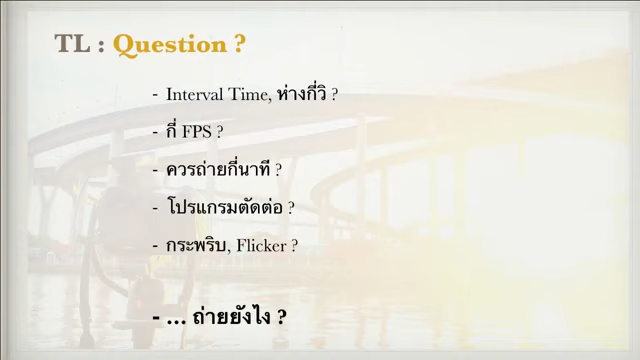 TL : Question ?
- Interval Time, ห่างกี่วิ ?
- กี่ FPS ?
- ควรถ่ายกี่นาที ?
- โปรแกรมตัดต่อ ?
- กระพริบ, Flicker ?
- ... ถ่ายยังไง ?